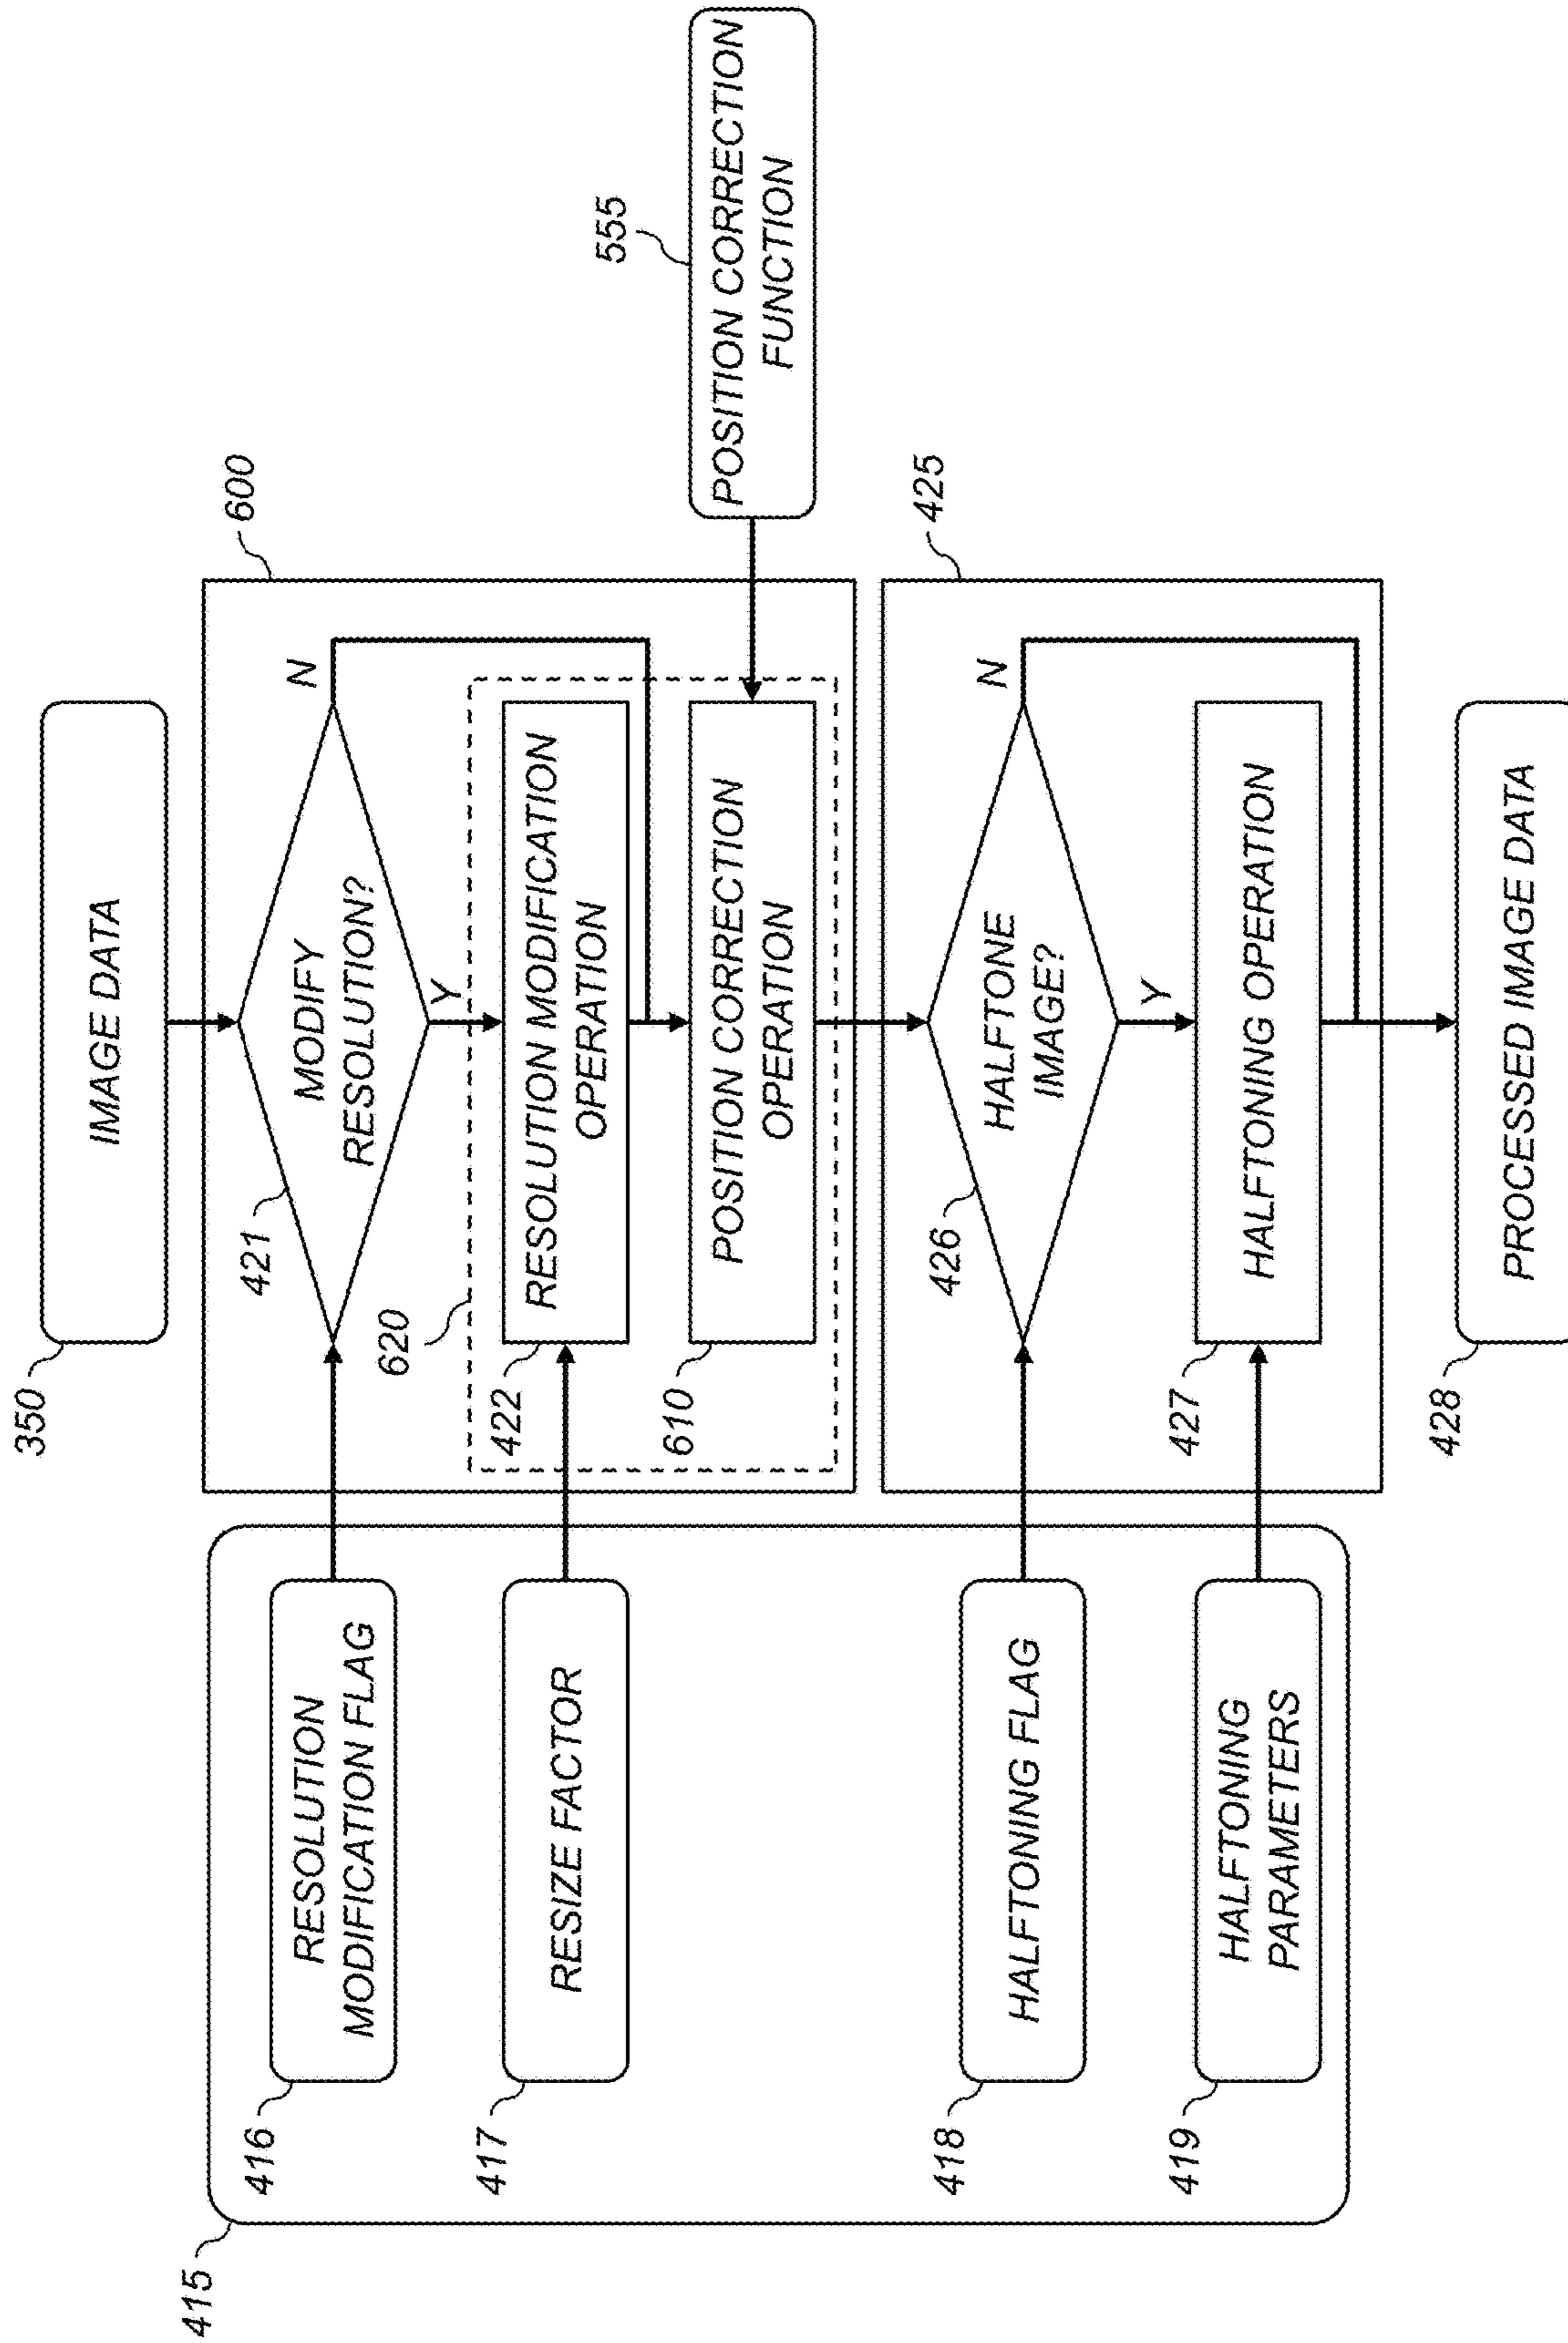 350
IMAGE DATA
600
421
MODIFY
RESOLUTION?
N
Y
620
422
RESOLUTION MODIFICATION
OPERATION
610
POSITION CORRECTION
OPERATION
555
POSITION CORRECTION
FUNCTION
415
416
RESOLUTION
MODIFICATION FLAG
417
RESIZE FACTOR
418
HALFTONING FLAG
419
HALFTONING
PARAMETERS
425
426
HALFTONE
IMAGE?
N
Y
427
HALFTONING OPERATION
428
PROCESSED IMAGE DATA